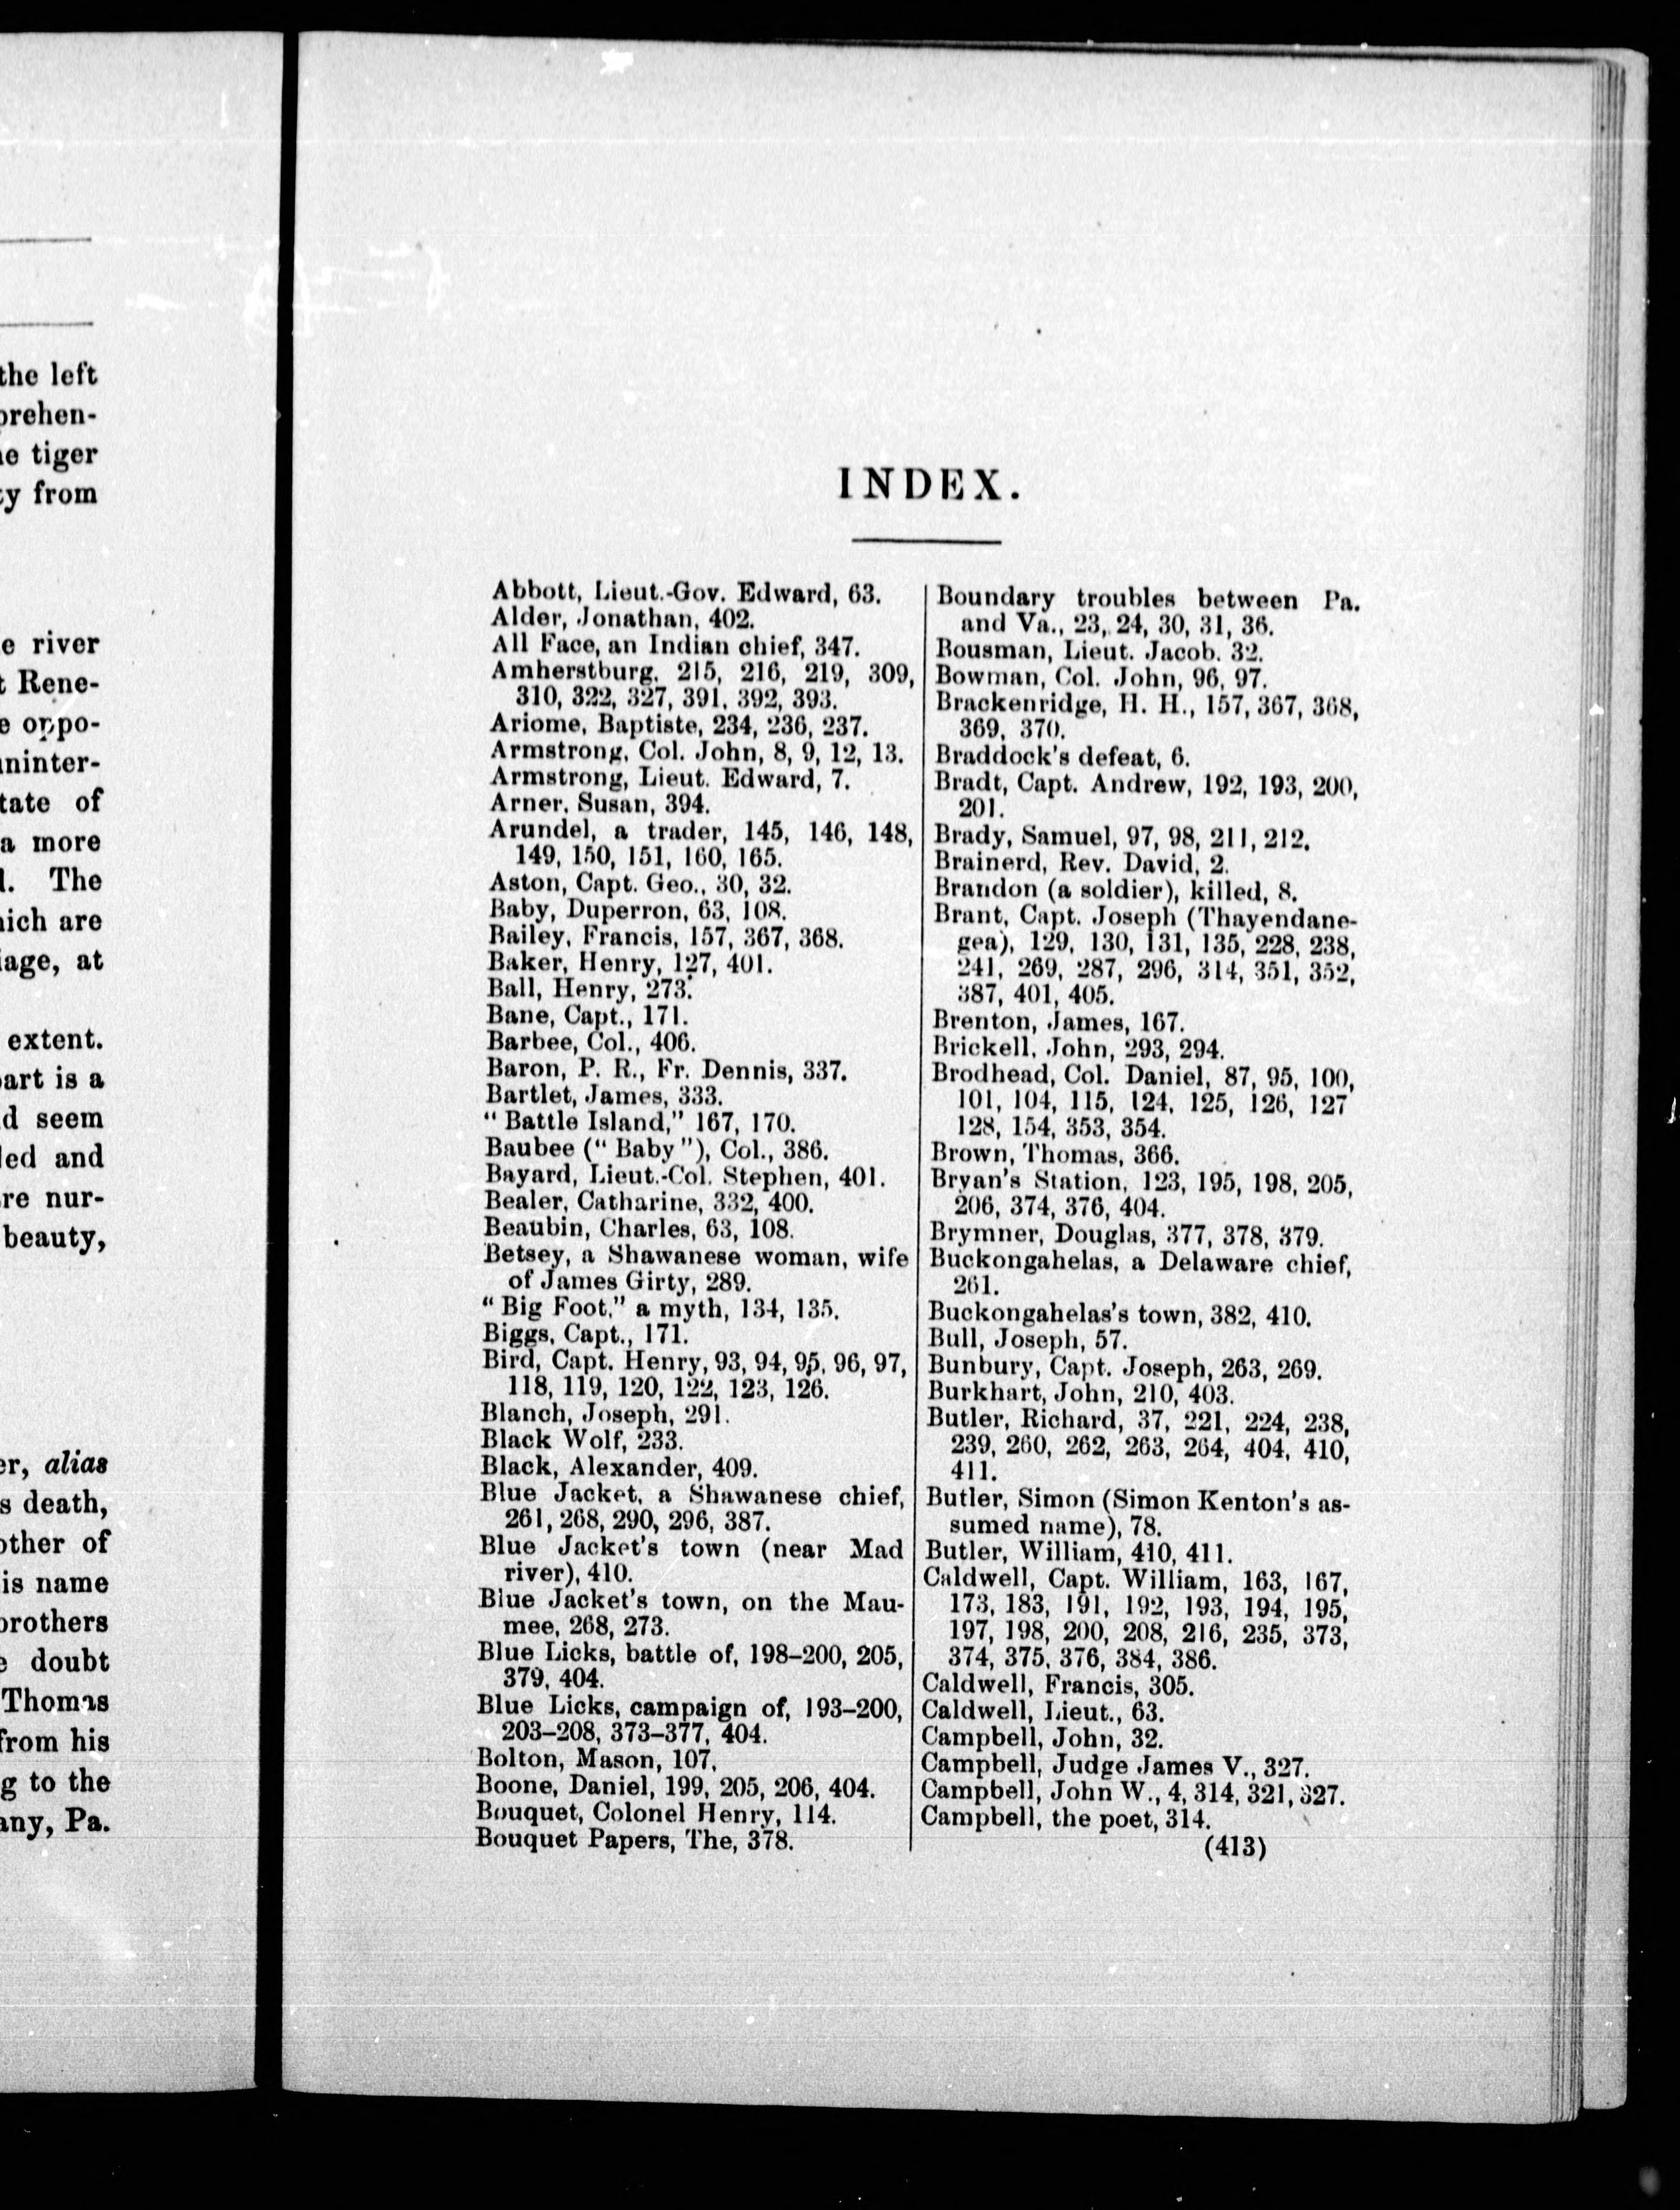 the left
prehen-
tiger
from
river
Rene-
oppo-
uninter-
tate of
a more
The
are
at
extent.
part is a
seem
and
nur-
beauty,
alias
death,
other of
is name
brothers
doubt
Thomas
from his
to the
Pa.
INDEX.
Abbott, Lieut.-Gov. Edward, 63.
Alder, Jonathan, 402.
All Face, an Indian chief, 347.
Amherstburg, 215, 216, 219, 309,
310, 322, 327, 391, 392, 393.
Ariome, Baptiste, 234, 236, 237.
Armstrong, Col. John, 8, 9, 12, 13.
Armstrong, Lieut. Edward, 7.
Arner, Susan, 394.
Arundel, a trader, 145, 146, 148,
149, 150, 151, 160, 165.
Aston, Capt. Geo., 30, 32.
Baby, Duperron, 63, 108.
Bailey, Francis, 157, 367, 368.
Baker, Henry, 127, 401.
Ball, Henry, 273.
Bane, Capt., 171.
Barbee, Col., 406.
Baron, P. R., Fr. Dennis, 337.
Bartlet, James, 333.
" Battle Island," 167, 170.
Baubee (" Baby "), Col., 386.
Bayard, Lieut.-Col. Stephen, 401.
Bealer, Catharine, 332, 400.
Beaubin, Charles, 63, 108.
Betsey, a Shawanese woman, wife
of James Girty, 289.
" Big Foot," a myth, 134, 135.
Biggs, Capt., 171.
Bird, Capt. Henry, 93, 94, 95, 96, 97,
118, 119, 120, 122, 123, 126.
Blanch, Joseph, 291.
Black Wolf, 233.
Black, Alexander, 409.
Blue Jacket, a Shawanese chief,
261, 268, 290, 296, 387.
Blue Jacket's town (near Mad
river), 410.
Blue Jacket's town, on the Mau-
mee, 268, 273.
Blue Licks, battle of, 198-200, 205,
379, 404.
Blue Licks, campaign of, 193-200,
203-208, 373-377, 404.
Bolton, Mason, 107.
Boone, Daniel, 199, 205, 206, 404.
Bouquet, Colonel Henry, 114.
Bouquet Papers, The, 378.
Boundary troubles between Pa.
and Va., 23, 24, 30, 31, 36.
Bousman, Lieut. Jacob. 32.
Bowman, Col. John, 96, 97.
Brackenridge, H. H., 157, 367, 368,
369, 370.
Braddock's defeat, 6.
Bradt, Capt. Andrew, 192, 193, 200,
201.
Brady, Samuel, 97, 98, 211, 212.
Brainerd, Rev. David, 2.
Brandon (a soldier), killed, 8.
Brant, Capt. Joseph (Thayendane-
gea), 129, 130, 131, 135, 228, 238,
241, 269, 287, 296, 314, 351, 352,
387, 401, 405.
Brenton, James, 167.
Brickell, John, 293, 294.
Brodhead, Col. Daniel, 87, 95, 100,
101, 104, 115, 124, 125, 126, 127
128, 154, 353, 354.
Brown, Thomas, 366.
Bryan's Station, 123, 195, 198, 205,
206, 374, 376, 404.
Brymner, Douglas, 377, 378, 379.
Buckongahelas, a Delaware chief,
261.
Buckongahelas's town, 382, 410.
Bull, Joseph, 57.
Bunbury, Capt. Joseph, 263, 269.
Burkhart, John, 210, 403.
Butler, Richard, 37, 221, 224, 238,
239, 260, 262, 263, 264, 404, 410,
411.
Butler, Simon (Simon Kenton's as-
sumed name), 78.
Butler, William, 410, 411.
Caldwell, Capt. William, 163, 167,
173, 183, 191, 192, 193, 194, 195,
197, 198, 200, 208, 216, 235, 373,
374, 375, 376, 384, 386.
Caldwell, Francis, 305.
Caldwell, Lieut., 63.
Campbell, John, 32.
Campbell, Judge James V., 327.
Campbell, John W., 4, 314, 321, 327.
Campbell, the poet, 314.
(413)